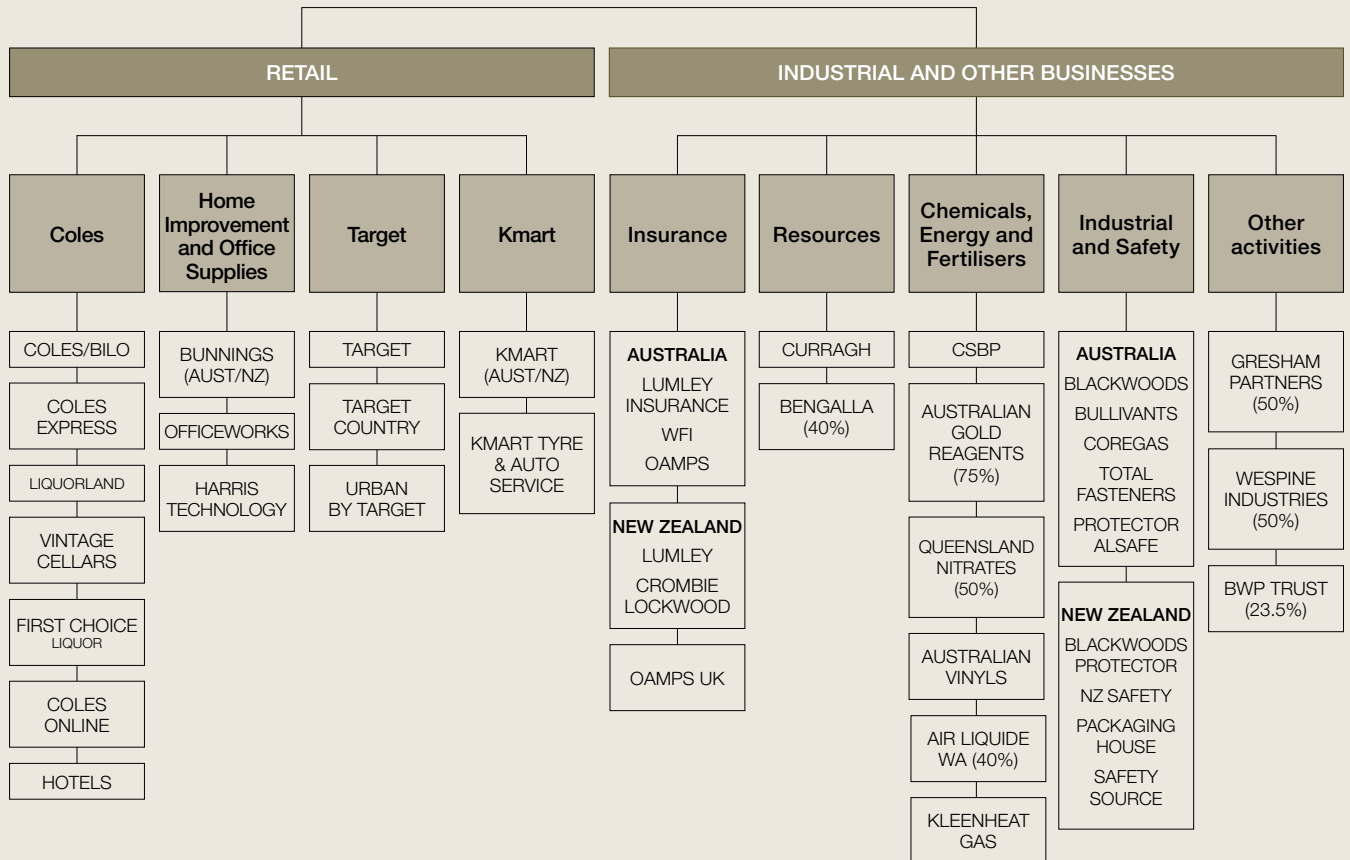 RETAIL
INDUSTRIAL AND OTHER BUSINESSES
Coles
COLES/BILO
COLES
EXPRESS
LIQUORLAND
VINTAGE
CELLARS
FIRST CHOICE
LIQUOR
COLES
ONLINE
HOTELS
Home
Improvement
and Office
Supplies
BUNNINGS
(AUST/NZ)
OFFICEWORKS
HARRIS
TECHNOLOGY
Target
TARGET
TARGET
COUNTRY
URBAN
BY TARGET
Kmart
KMART
(AUST/NZ)
KMART TYRE
& AUTO
SERVICE
Insurance
AUSTRALIA
LUMLEY
INSURANCE
WFI
OAMPS
NEW ZEALAND
LUMLEY
CROMBIE
LOCKWOOD
OAMPS UK
Resources
CURRAGH
BENGALLA
(40%)
Chemicals,
Energy and
Fertilisers
CSBP
AUSTRALIAN
GOLD
REAGENTS
(75%)
QUEENSLAND
NITRATES
(50%)
AUSTRALIAN
VINYLS
AIR LIQUIDE
WA (40%)
KLEENHEAT
GAS
Industrial
and Safety
AUSTRALIA
BLACKWOODS
BULLIVANTS
COREGAS
TOTAL
FASTENERS
PROTECTOR
ALSAFE
NEW ZEALAND
BLACKWOODS
PROTECTOR
NZ SAFETY
PACKAGING
HOUSE
SAFETY
SOURCE
Other
activities
GRESHAM
PARTNERS
(50%)
WESPINE
INDUSTRIES
(50%)
BWP TRUST
(23.5%)